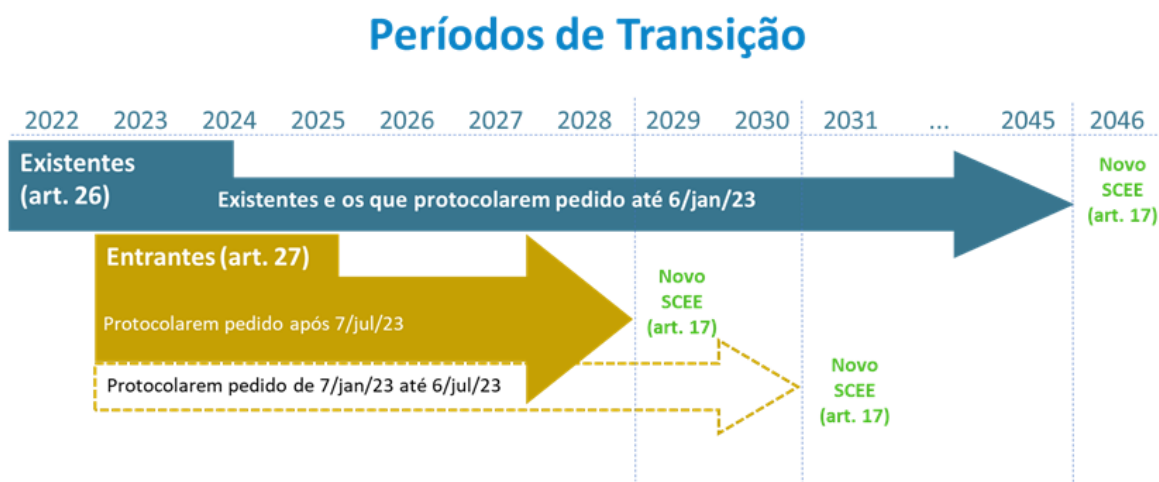 Períodos de Transição
2022 2023 2024 2025 2026 2027 2028 2029 2030 2031 ... 2045 2046
Existentes
(art. 26)
Existentes e os que protocolarem pedido até 6/jan/23
Novo
SCEE
(art. 17)
Entrantes (art. 27)
Protocolarem pedido após 7/jul/23
Novo
SCEE
(art. 17)
Protocolarem pedido de 7/jan/23 até 6/jul/23
Novo
SCEE
(art. 17)